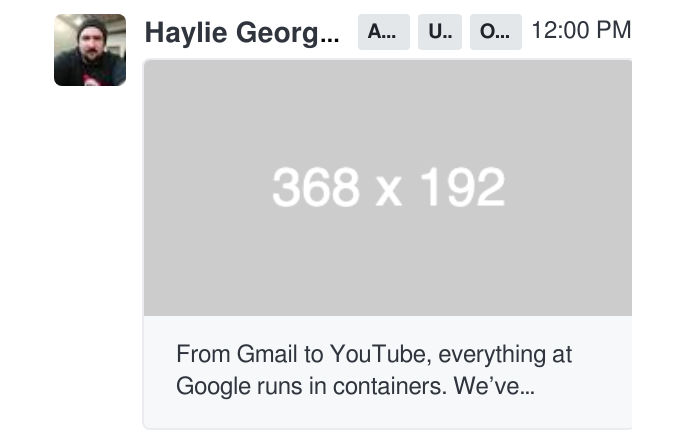 Haylie Georg... A... U.. O... 12:00 PM
368 x 192
From Gmail to YouTube, everything at
Google runs in containers. We’ve...